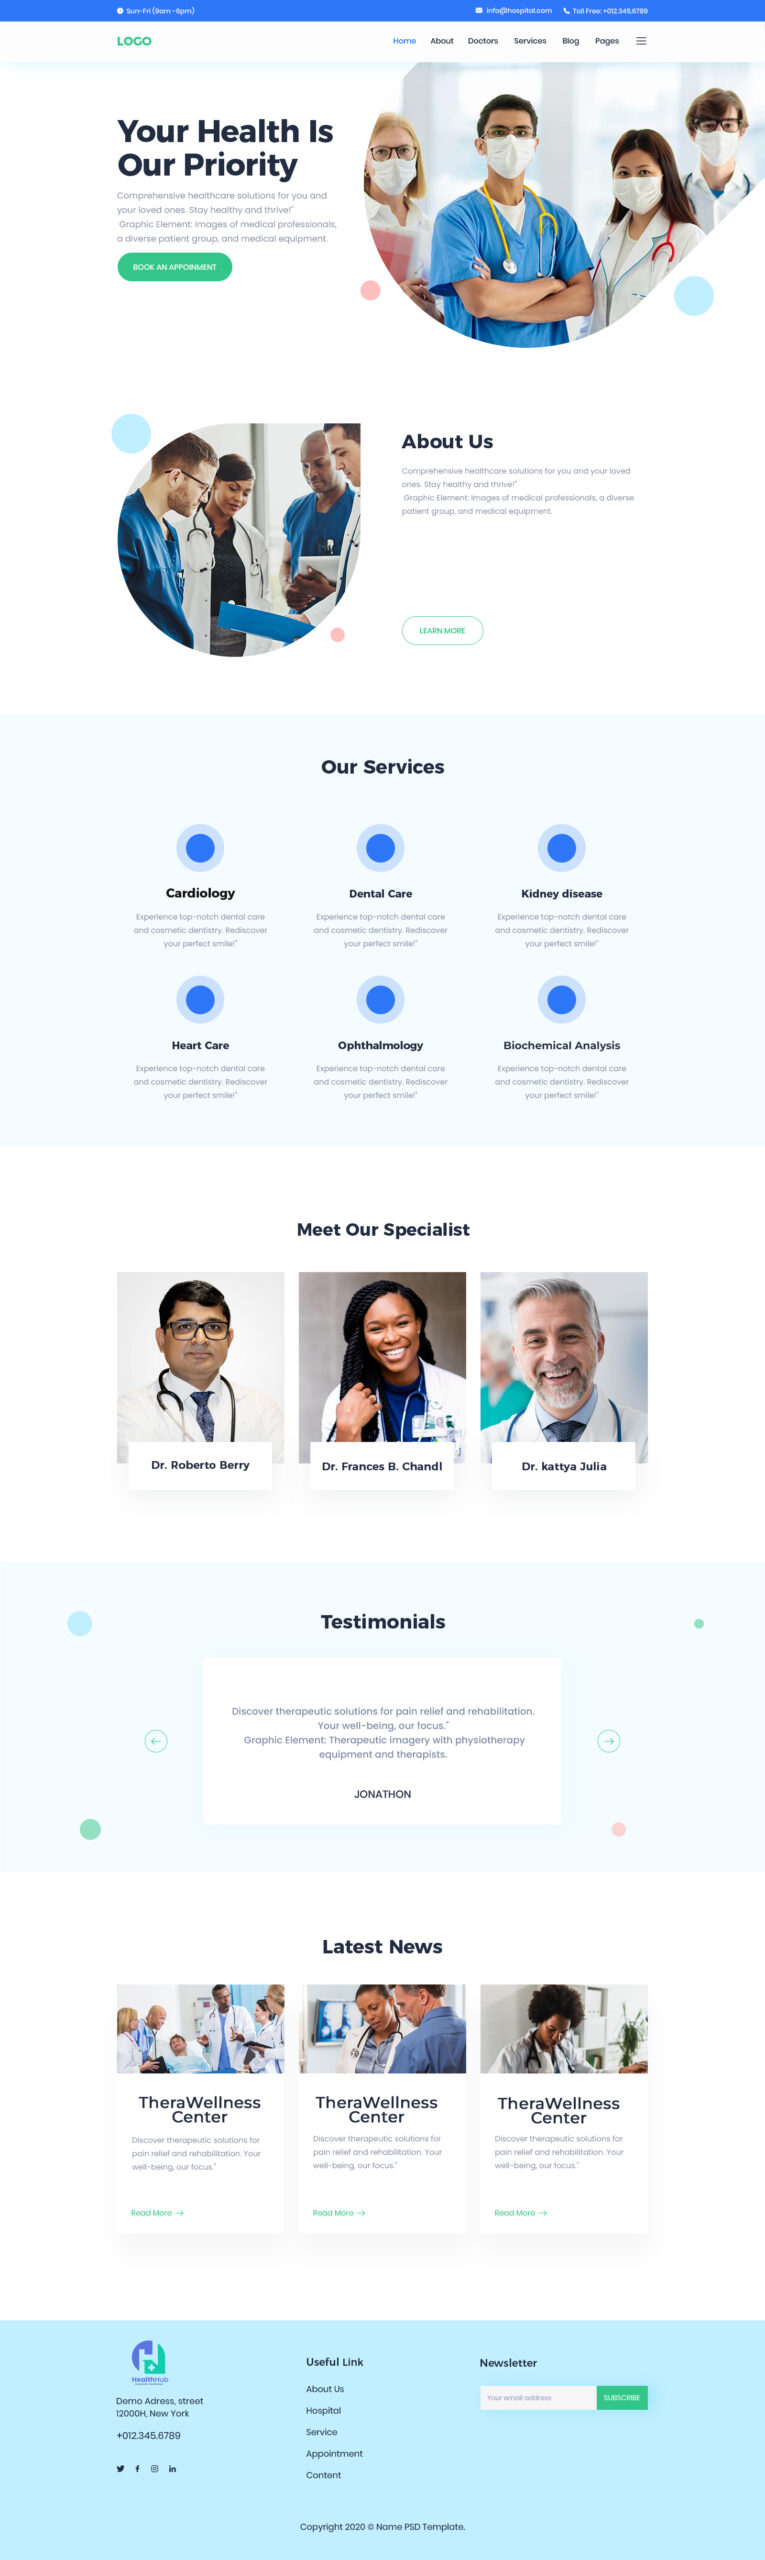 Sun-Fri (9am -6pm)
info@hospital.com
Toll Free: +012.345.6789
LOGO
Home About Doctors Services Blog Pages
Your Health Is
Our Priority
Comprehensive healthcare solutions for you and
your loved ones. Stay healthy and thrive!"
Graphic Element: Images of medical professionals,
a diverse patient group, and medical equipment.
BOOK AN APPOINMENT
About Us
Comprehensive healthcare solutions for you and your loved
ones. Stay healthy and thrive!"
Graphic Element: Images of medical professionals, a diverse
patient group, and medical equipment.
LEARN MORE
Our Services
Cardiology
Experience top-notch dental care
and cosmetic dentistry. Rediscover
your perfect smile!"
Dental Care
Experience top-notch dental care
and cosmetic dentistry. Rediscover
your perfect smile!"
Kidney disease
Experience top-notch dental care
and cosmetic dentistry. Rediscover
your perfect smile!"
Heart Care
Experience top-notch dental care
and cosmetic dentistry. Rediscover
your perfect smile!"
Ophthalmology
Experience top-notch dental care
and cosmetic dentistry. Rediscover
your perfect smile!"
Biochemical Analysis
Experience top-notch dental care
and cosmetic dentistry. Rediscover
your perfect smile!"
Meet Our Specialist
Dr. Roberto Berry
Dr. Frances B. Chandl
Dr. kattya Julia
Testimonials
Discover therapeutic solutions for pain relief and rehabilitation.
Your well-being, our focus."
Graphic Element: Therapeutic imagery with physiotherapy
equipment and therapists.
JONATHON
Latest News
TheraWellness
Center
Discover therapeutic solutions for
pain relief and rehabilitation. Your
well-being, our focus."
Read More
TheraWellness
Center
Discover therapeutic solutions for
pain relief and rehabilitation. Your
well-being, our focus."
Read More
TheraWellness
Center
Discover therapeutic solutions for
pain relief and rehabilitation. Your
well-being, our focus."
Read More
HealthHub
Demo Adress, street
12000H, New York
+012.345.6789
Useful Link
About Us
Hospital
Service
Appointment
Content
Newsletter
Your email address
SUBSCRIBE
Copyright 2020 © Name PSD Template.